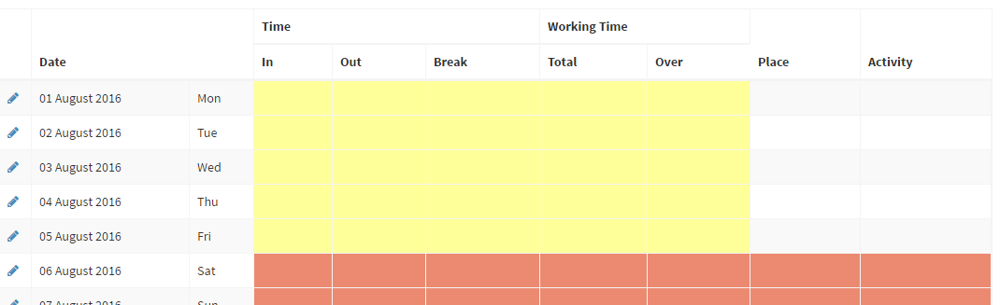 Time Working Time
Date In Out Break Total Over Place Activity
01 August 2016 Mon
02 August 2016 Tue
03 August 2016 Wed
04 August 2016 Thu
05 August 2016 Fri
06 August 2016 Sat
07 August 2016 Sun